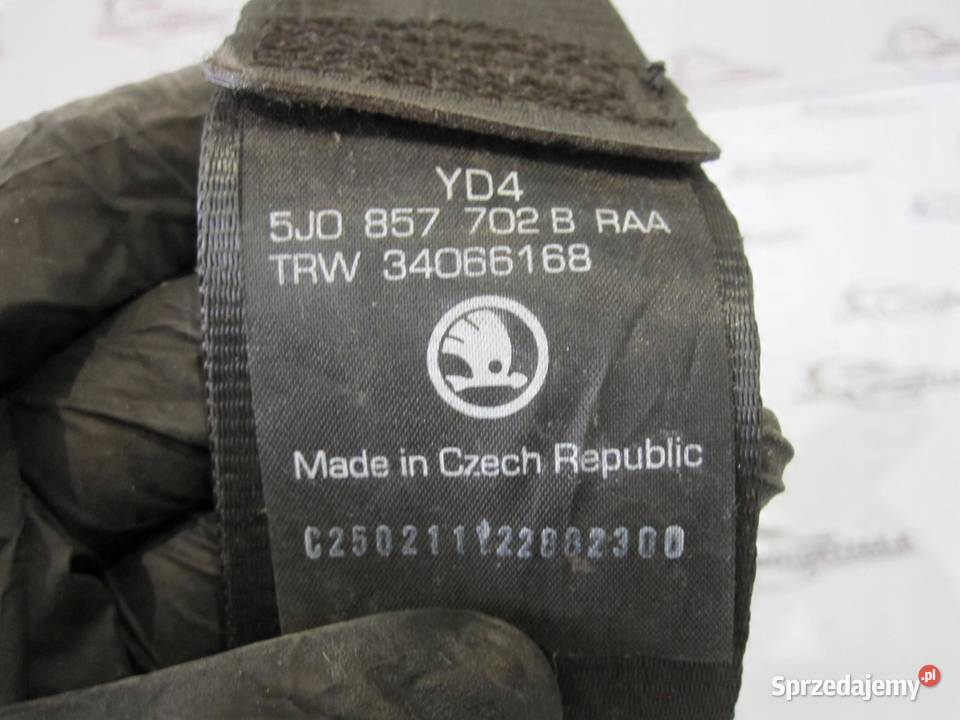 YD4
5J0 857 702 B RAA
TRW 34066168
Made in Czech Republic
Sprzedajemy.pl